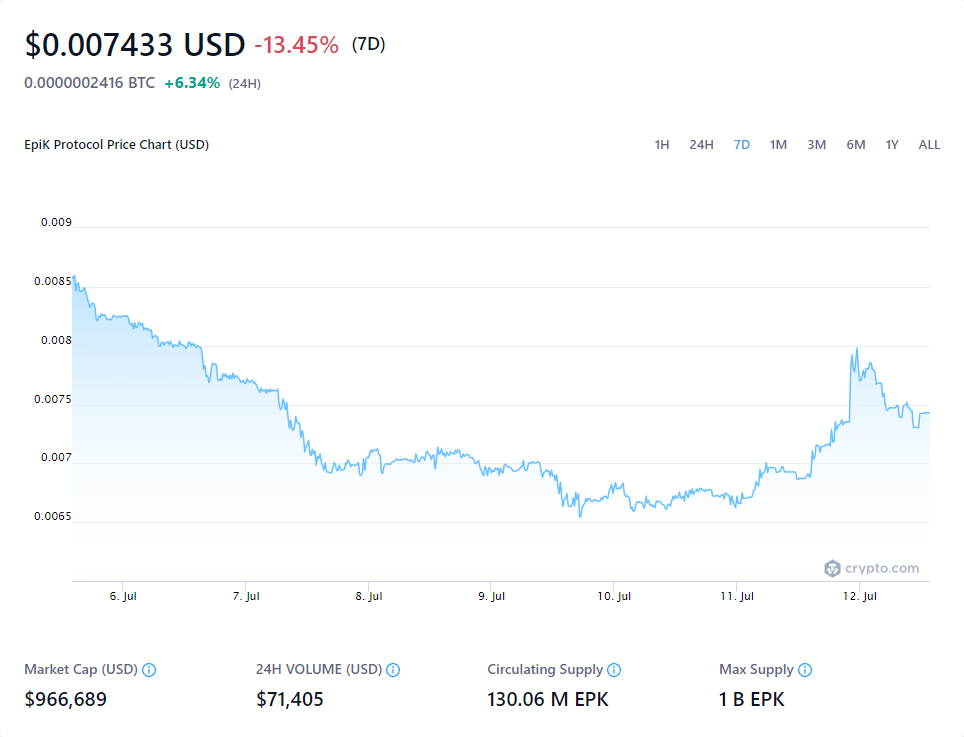 $0.007433 USD -13.45% (7D)
0.0000002416 BTC +6.34% (24H)
EpiK Protocol Price Chart (USD) 1H 24H 7D 1M 3M 6M 1Y ALL
0.009
0.0085
0.008
0.0075
0.007
0.0065
crypto.com
6. Jul 7. Jul 8. Jul 9. Jul 10. Jul 11. Jul 12. Jul
Market Cap (USD) 24H VOLUME (USD) Circulating Supply Max Supply
$966,689 $71,405 130.06 M EPK 1 B EPK